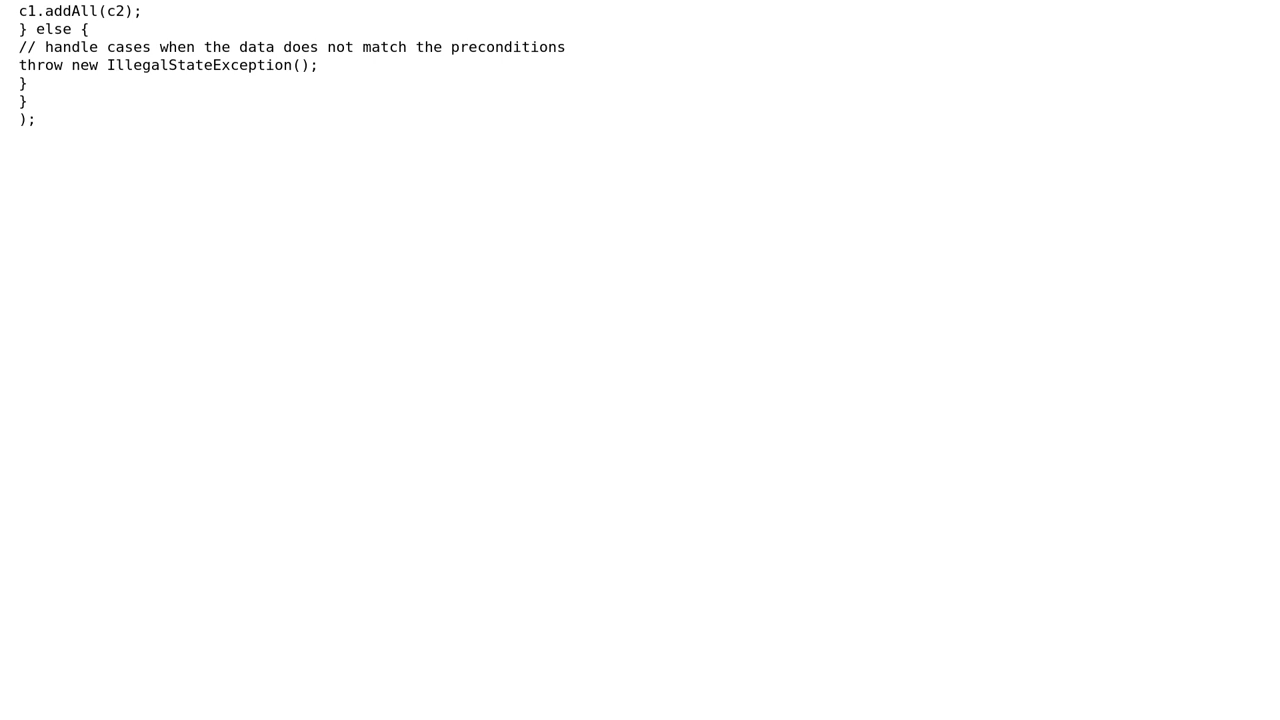 c1.addAll(c2);
} else {
// handle cases when the data does not match the preconditions
throw new IllegalStateException();
}
}
);